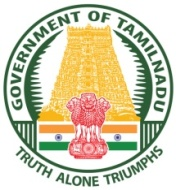 GOVERNMENT OF TAMILNADU
TRUTH ALONE TRIUMPHS